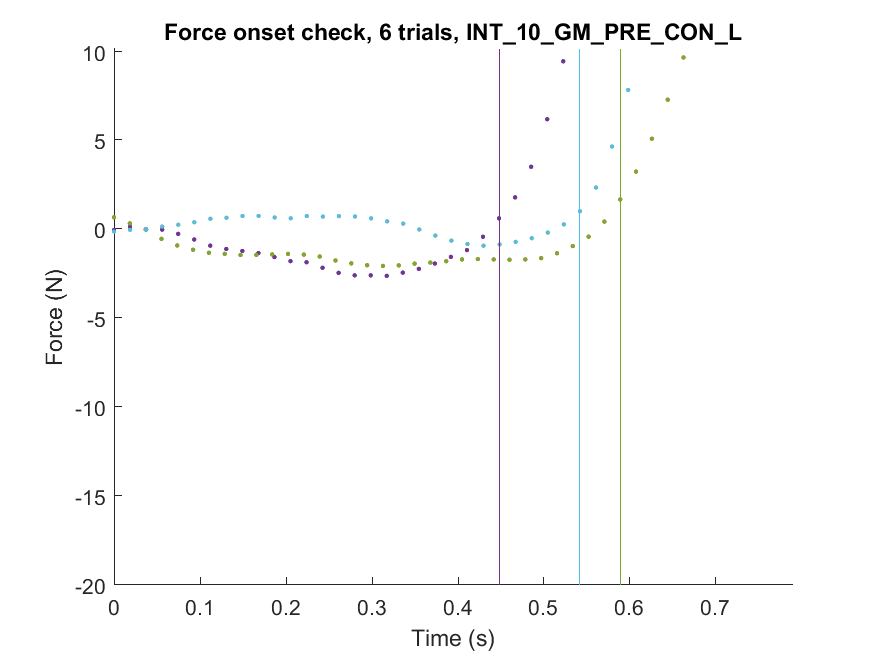 Force onset check, 6 trials, INT_10_GM_PRE_CON_L
10
5
0
-5
-10
-15
-20
Force (N)
0 0.1 0.2 0.3 0.4 0.5 0.6 0.7
Time (s)